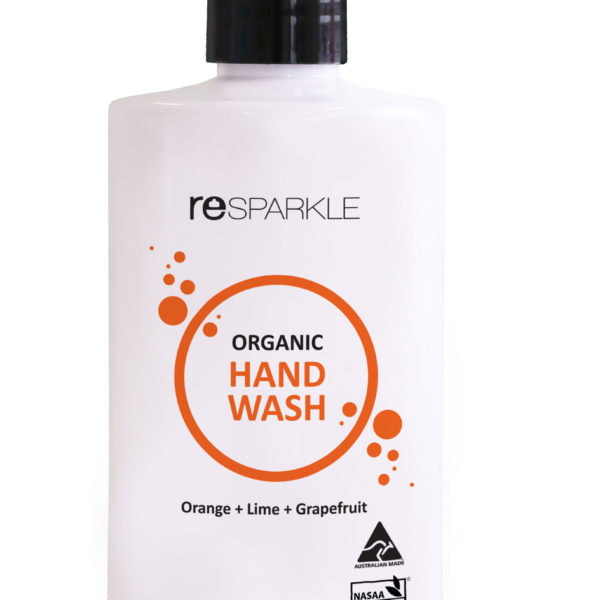 reSPARKLE
ORGANIC
HAND
WASH
Orange + Lime + Grapefruit
AUSTRALIAN MADE
NASAA